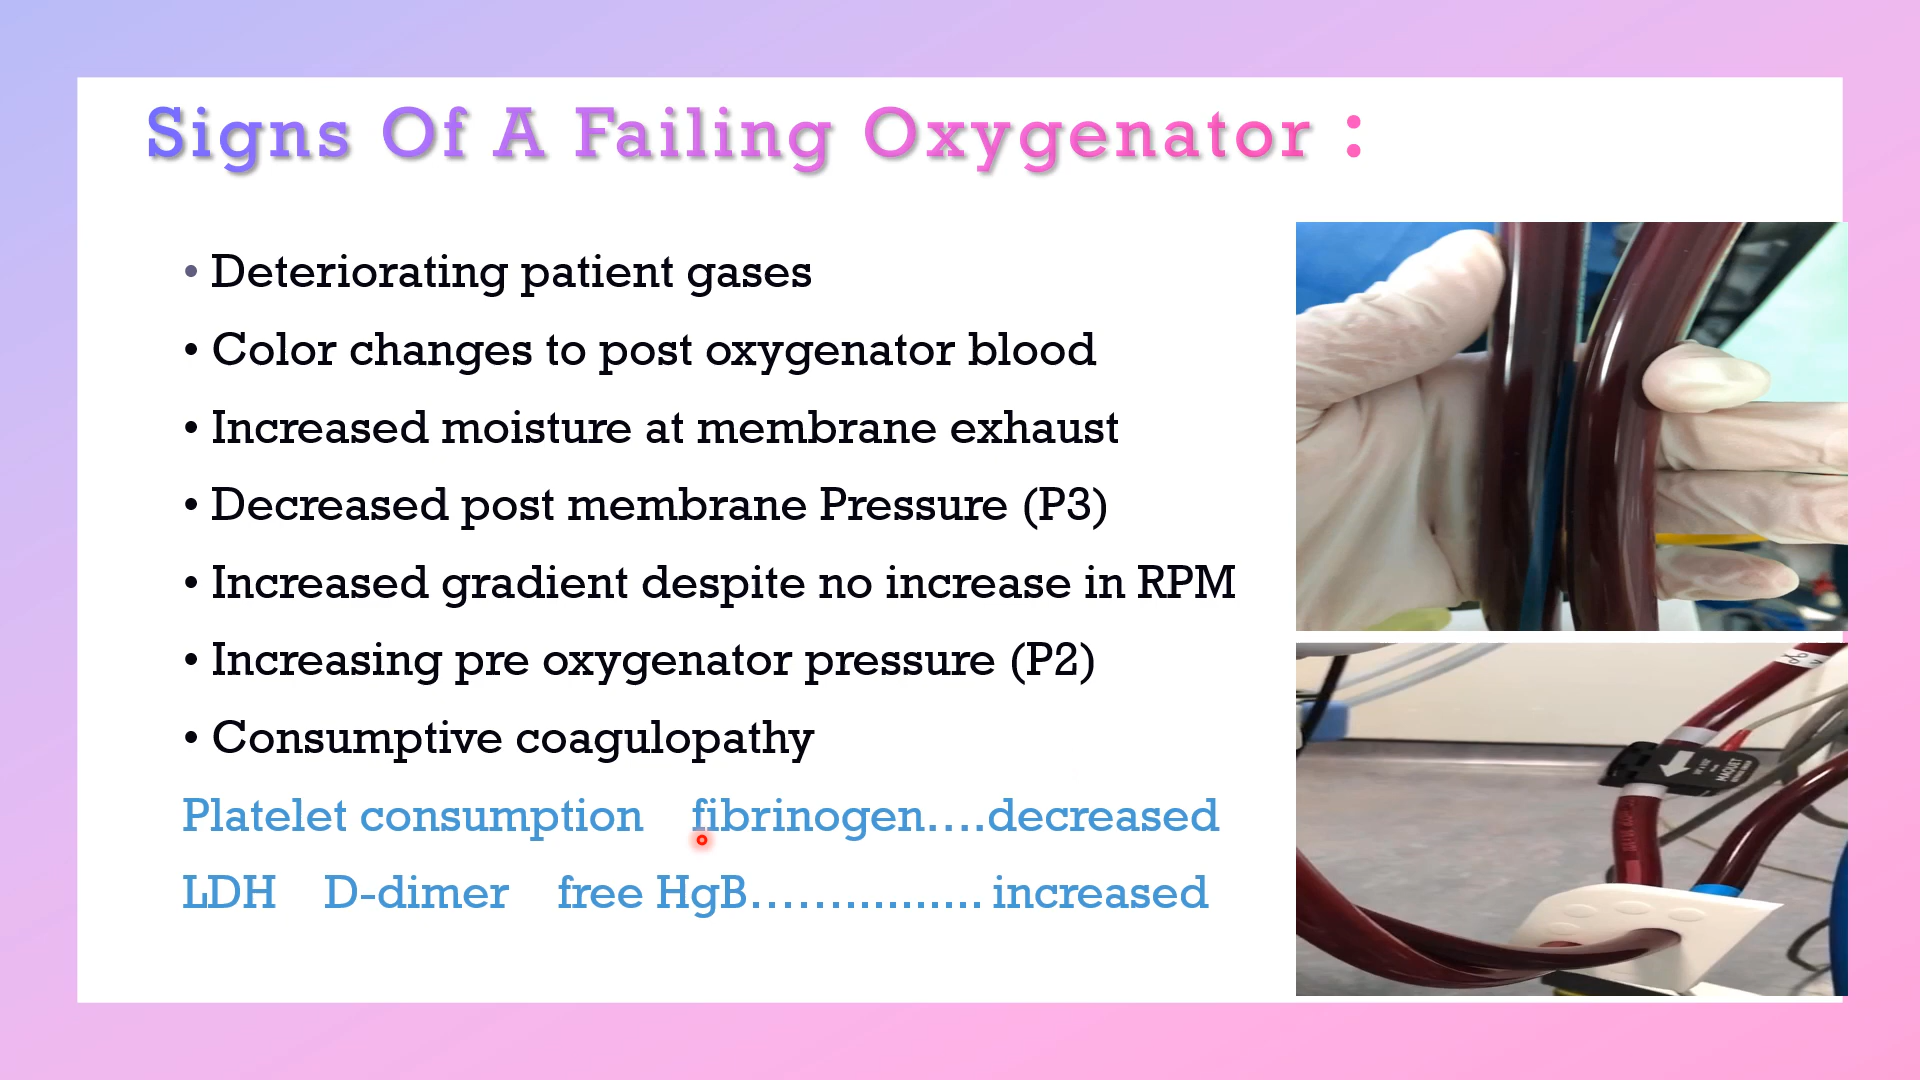 Signs Of A Failing Oxygenator :
• Deteriorating patient gases
• Color changes to post oxygenator blood
• Increased moisture at membrane exhaust
• Decreased post membrane Pressure (P3)
• Increased gradient despite no increase in RPM
• Increasing pre oxygenator pressure (P2)
• Consumptive coagulopathy
Platelet consumption fibrinogen....decreased
LDH D-dimer free HgB................ increased
MAQUET